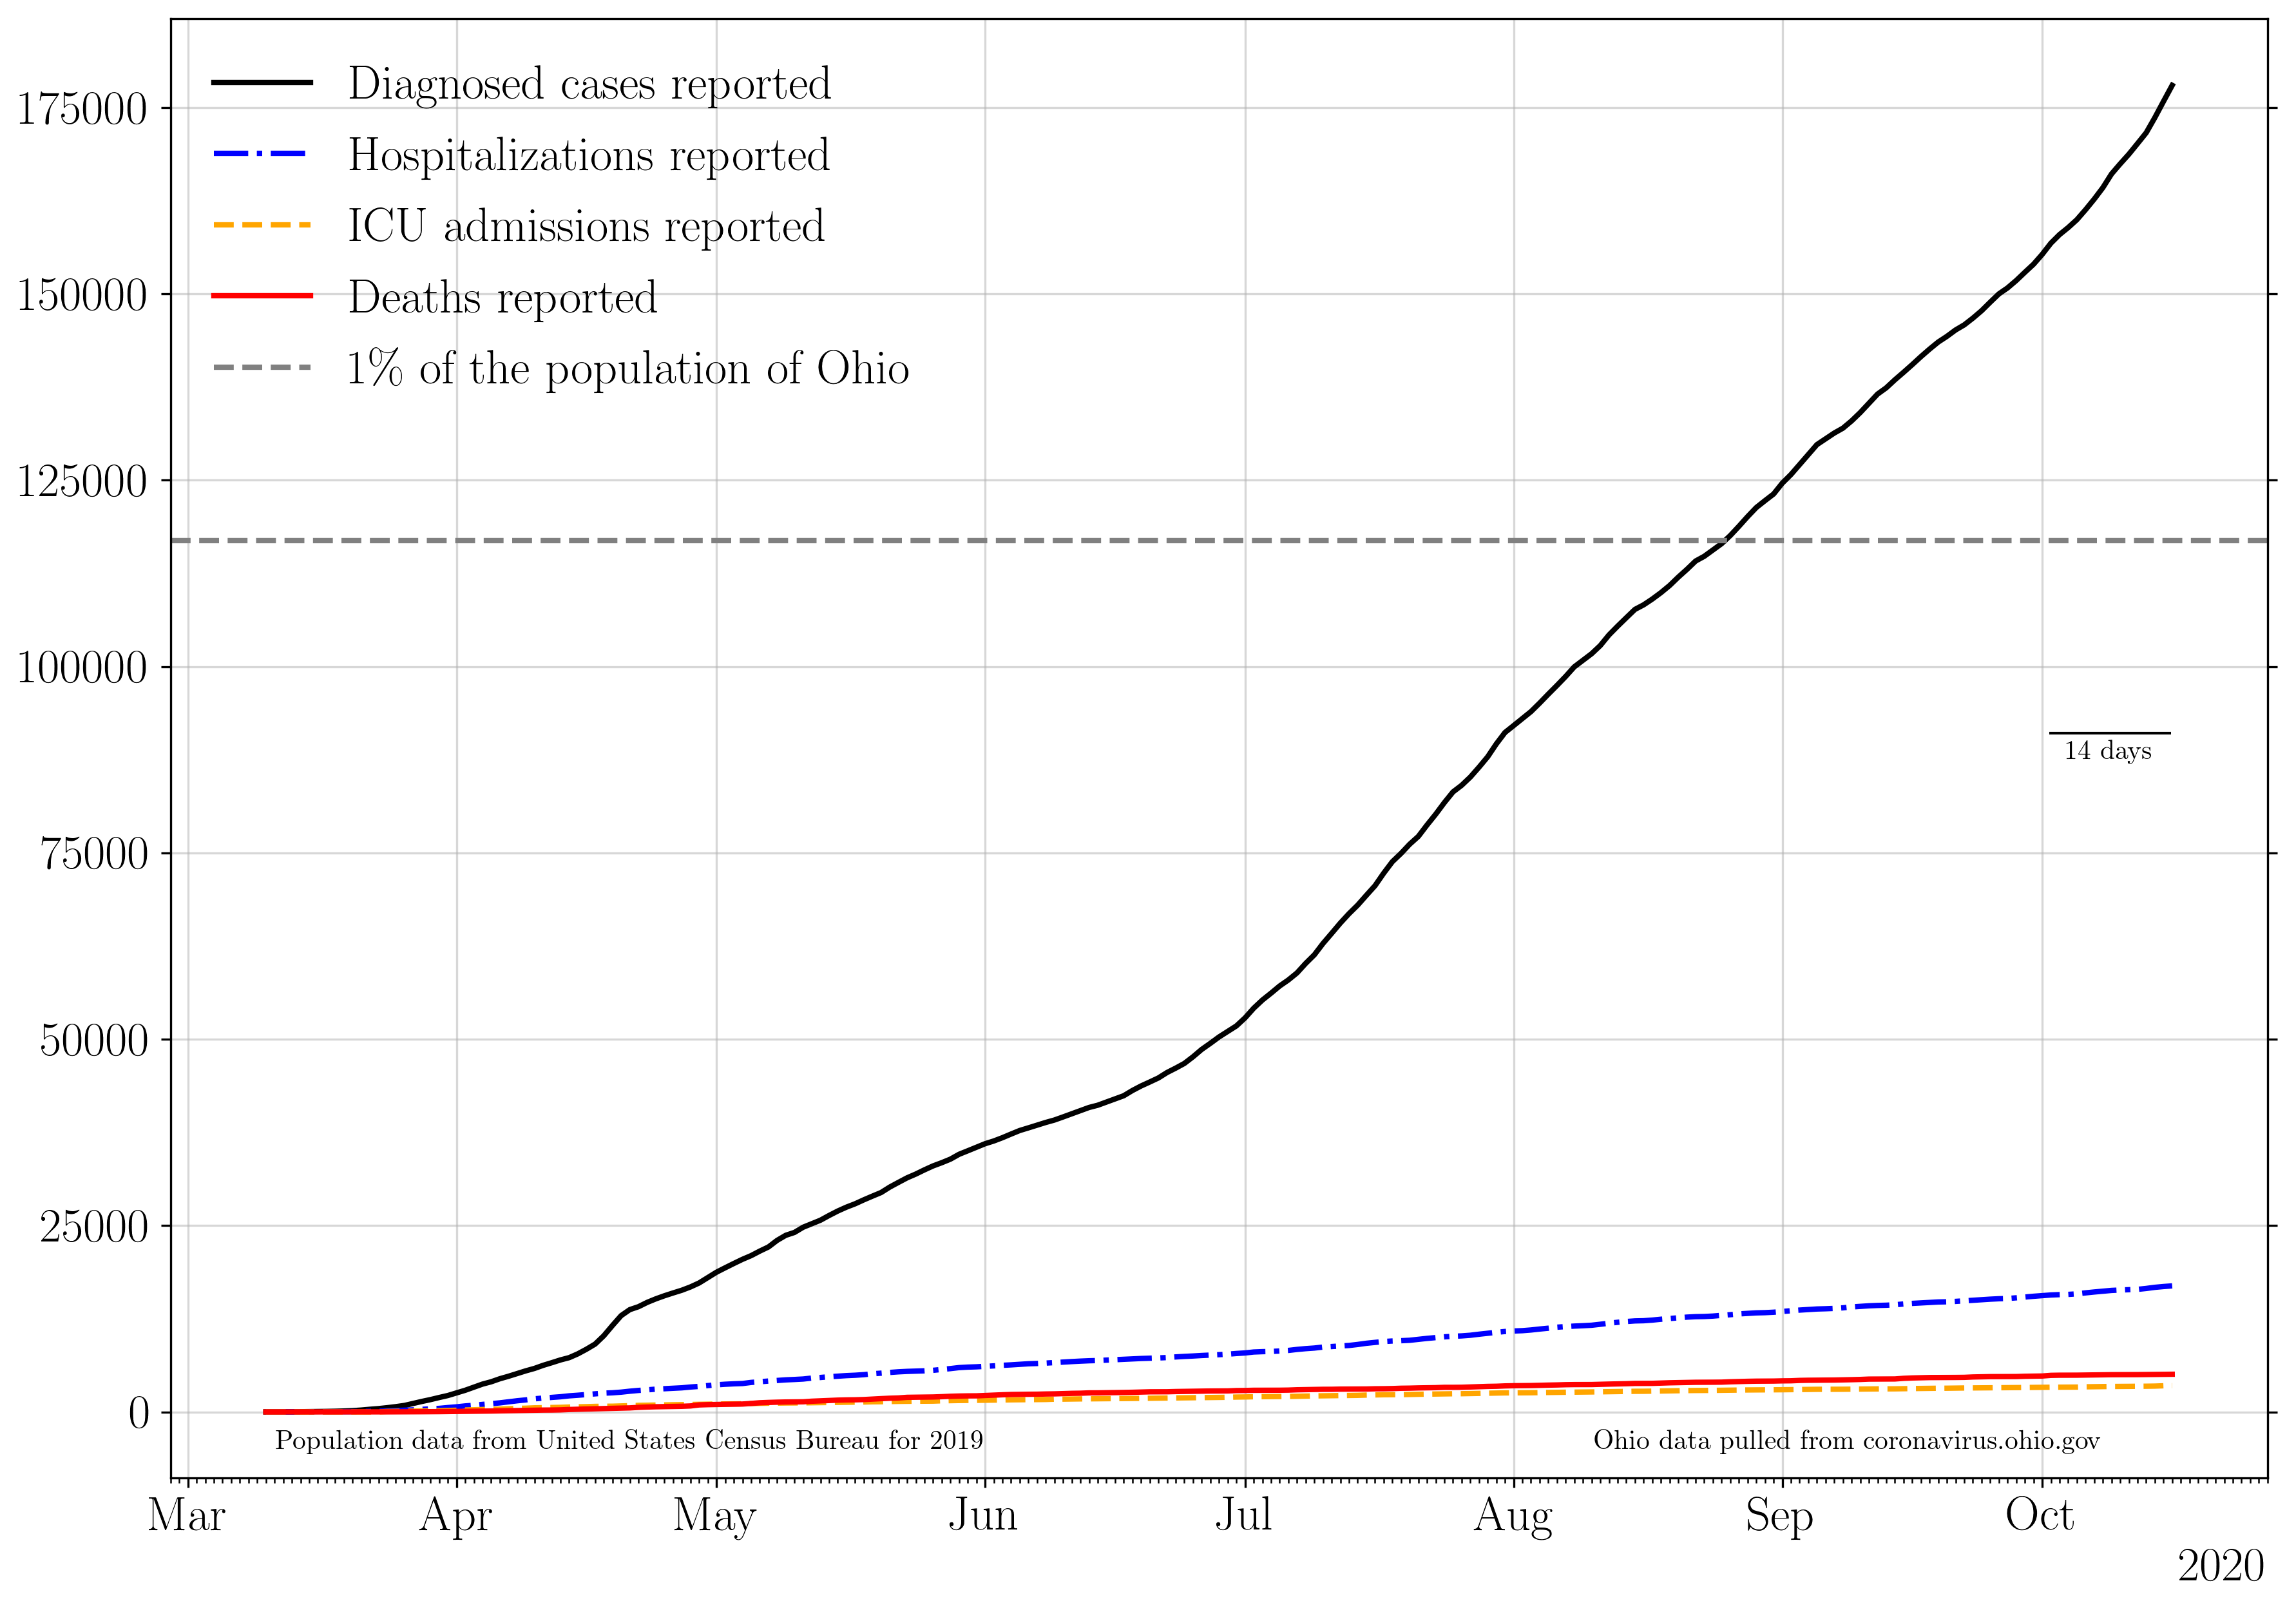 Diagnosed cases reported
Hospitalizations reported
ICU admissions reported
Deaths reported
1% of the population of Ohio
175000
150000
125000
100000
75000
50000
25000
0
14 days
Population data from United States Census Bureau for 2019
Ohio data pulled from coronavirus.ohio.gov
Mar Apr May Jun Jul Aug Sep Oct
2020